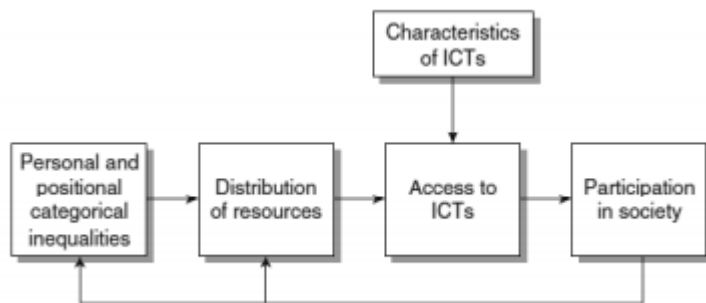 Characteristics
of ICTs
Personal and
positional
categorical
inequalities
Distribution
of resources
Access to
ICTs
Participation
in society